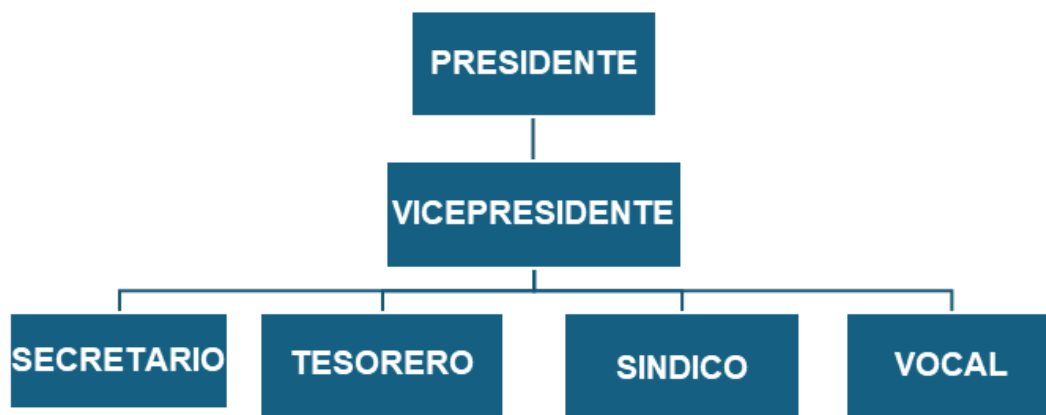 PRESIDENTE
VICEPRESIDENTE
SECRETARIO
TESORERO
SINDICO
VOCAL